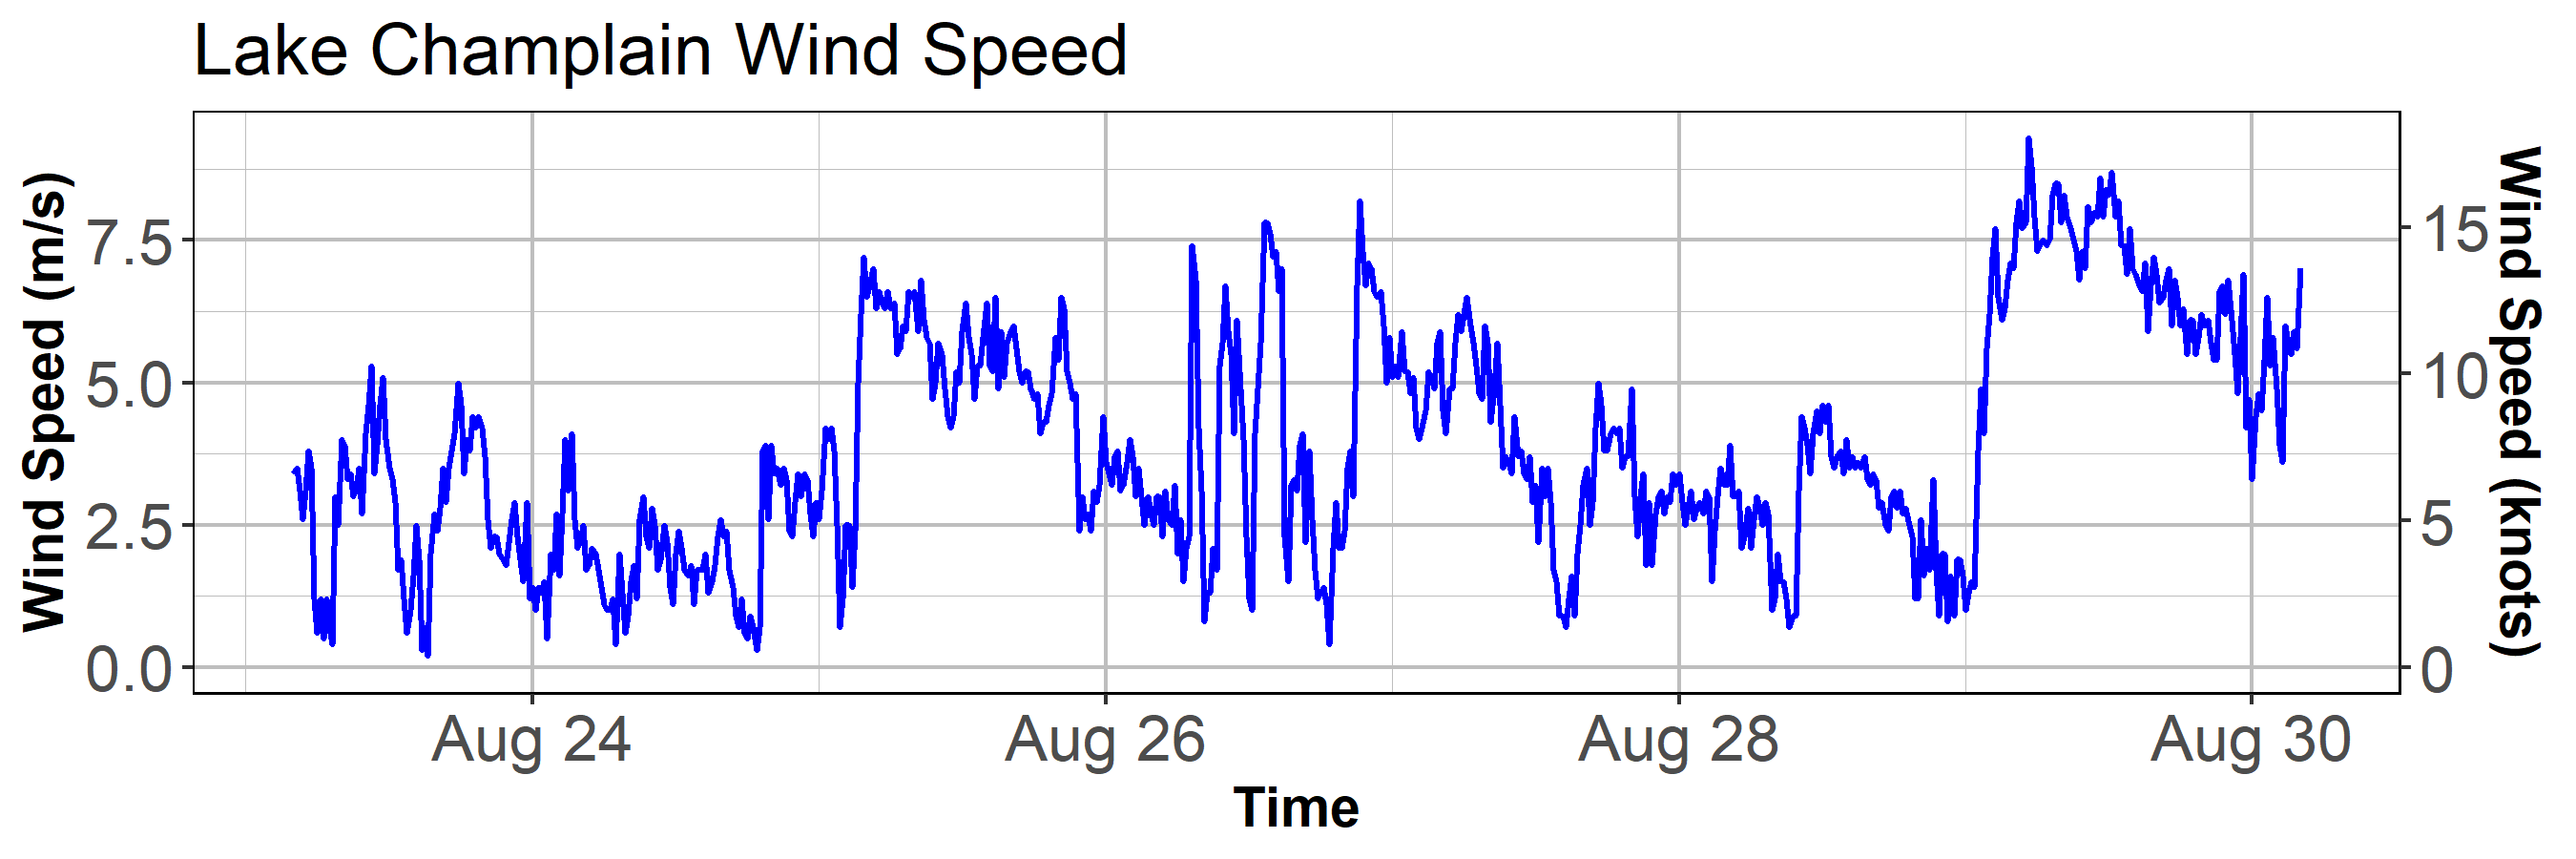 Lake Champlain Wind Speed
Wind Speed (m/s)
7.5
5.0
2.5
0.0
15
10
5
0
Wind Speed (knots)
Aug 24 Aug 26 Aug 28 Aug 30
Time